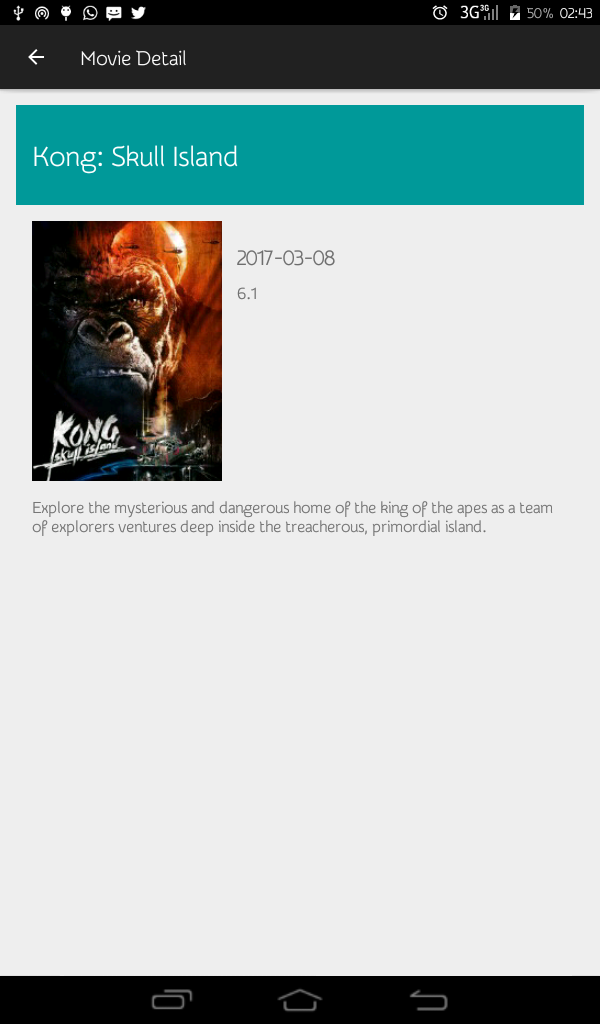 3G 3G 50% 02:43
Movie Detail
Kong: Skull Island
2017-03-08
6.1
KONG
skull island
Explore the mysterious and dangerous home of the king of the apes as a team
of explorers ventures deep inside the treacherous, primordial island.